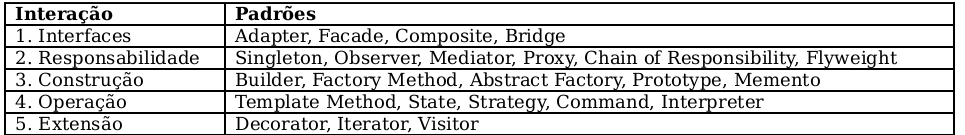 Interação Padrões
1. Interfaces Adapter, Facade, Composite, Bridge
2. Responsabilidade Singleton, Observer, Mediator, Proxy, Chain of Responsibility, Flyweight
3. Construção Builder, Factory Method, Abstract Factory, Prototype, Memento
4. Operação Template Method, State, Strategy, Command, Interpreter
5. Extensão Decorator, Iterator, Visitor